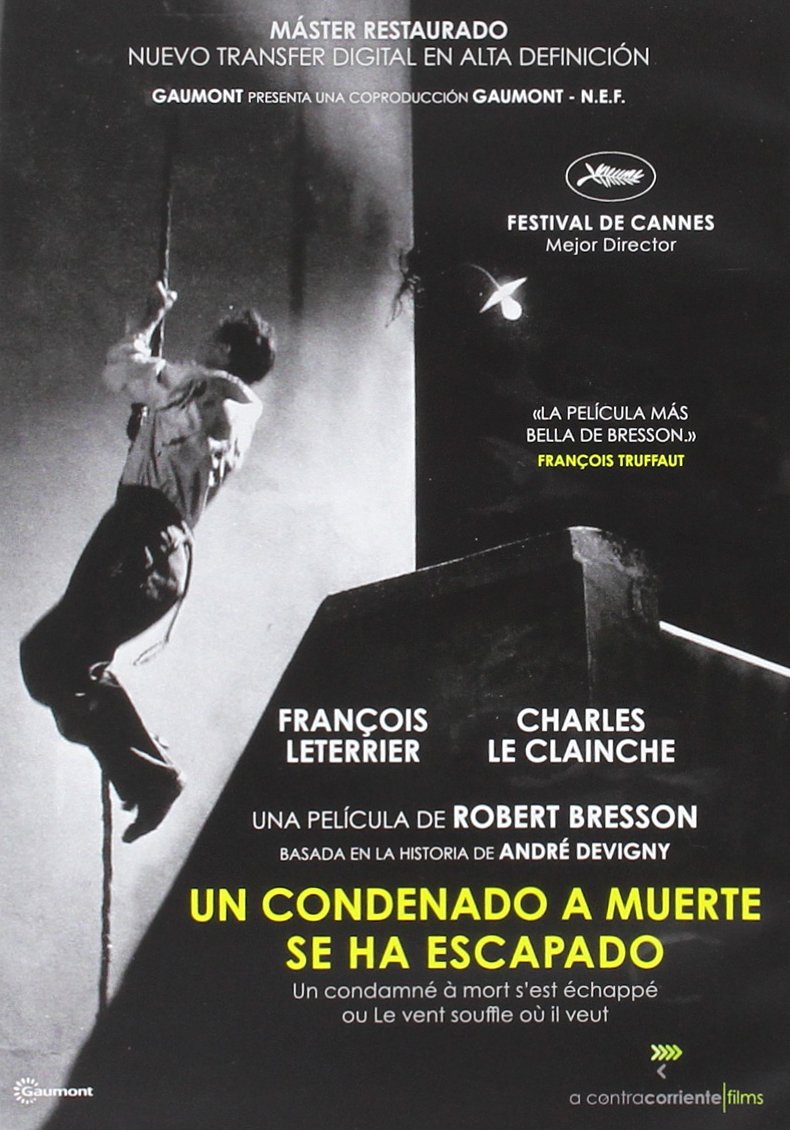 MÁSTER RESTAURADO
NUEVO TRANSFER DIGITAL EN ALTA DEFINICIÓN
GAUMONT PRESENTA UNA COPRODUCCIÓN GAUMONT - N.E.F.
FESTIVAL DE CANNES
Mejor Director
«LA PELÍCULA MÁS
BELLA DE BRESSON.»
FRANÇOIS TRUFFAUT
FRANÇOIS
LETERRIER
CHARLES
LE CLAINCHE
UNA PELÍCULA DE ROBERT BRESSON
BASADA EN LA HISTORIA DE ANDRÉ DEVIGNY
UN CONDENADO A MUERTE
SE HA ESCAPADO
Un condamné à mort s'est échappé
ou Le vent souffle où il veut
Gaumont
a contracorriente|films